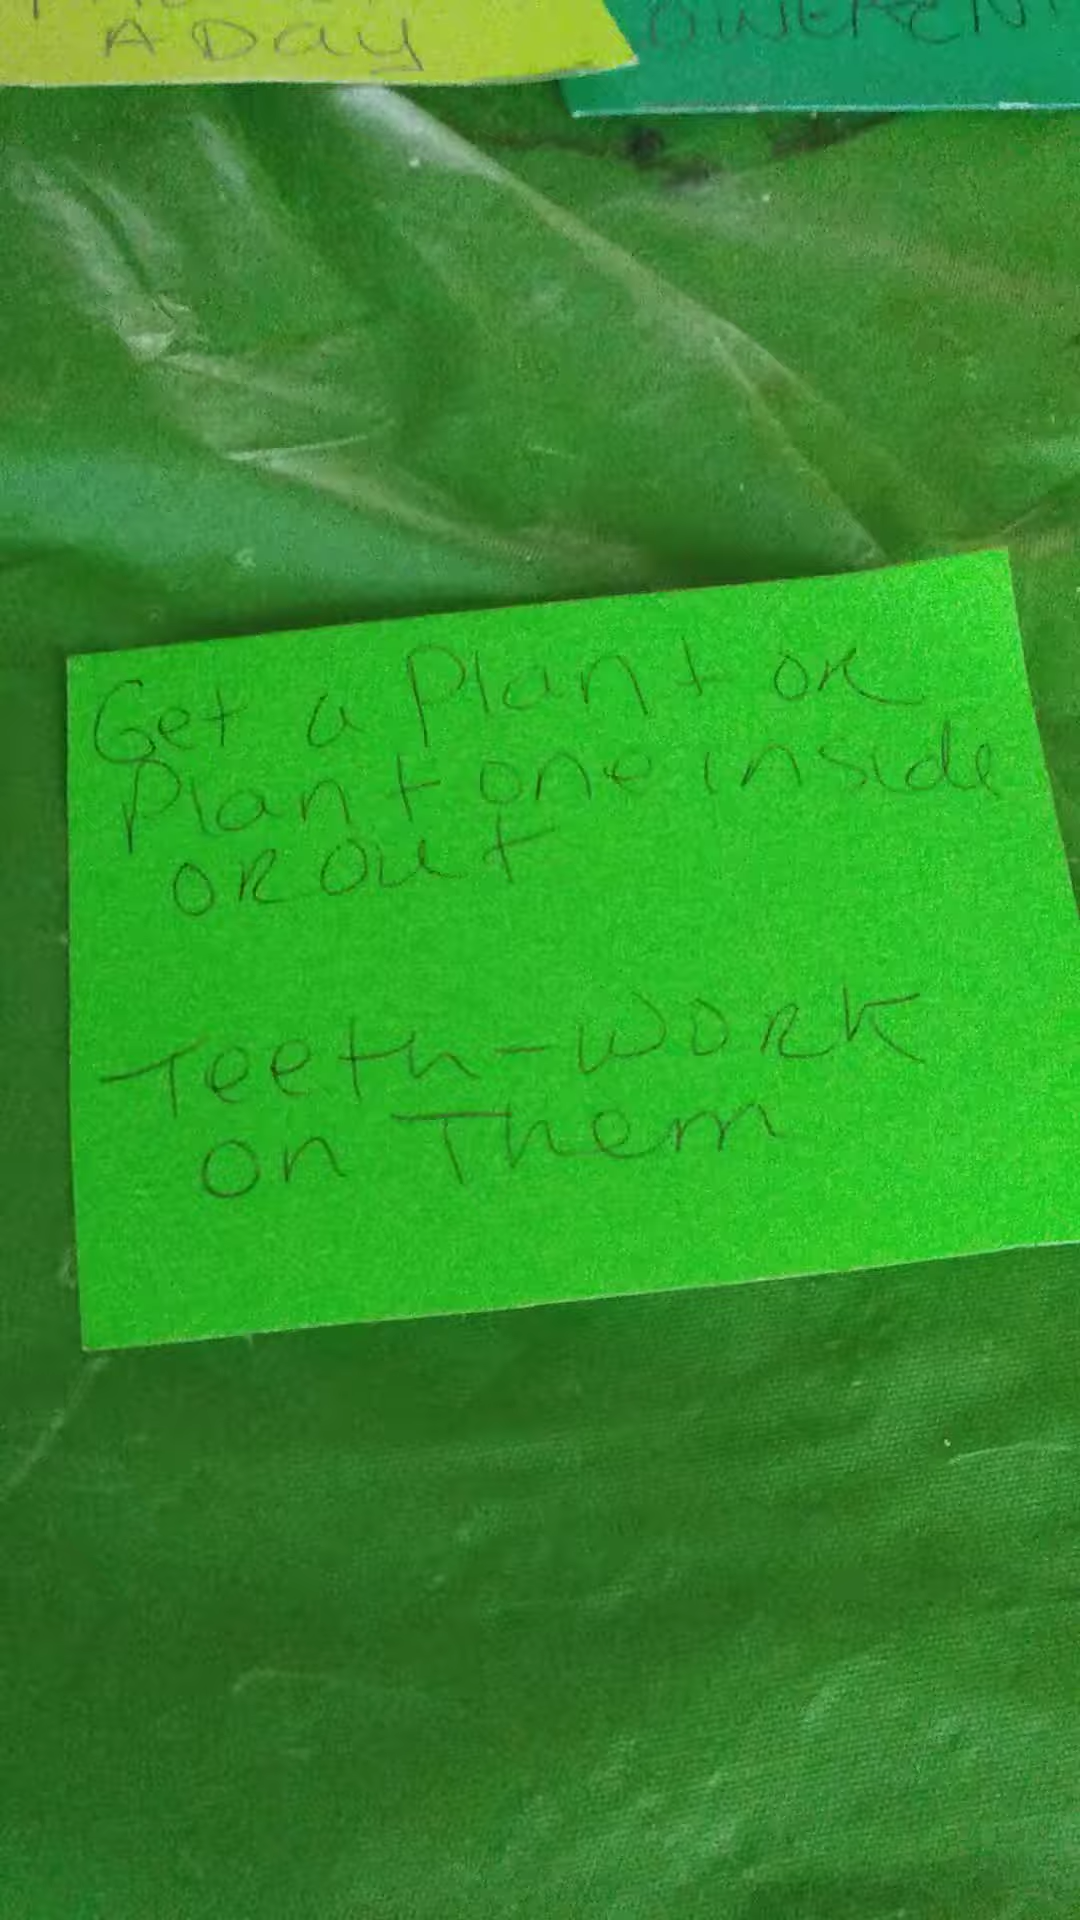 A Day
Get a Plant OR
Plant one inside
OR Out
Teeth-WORK
on Them